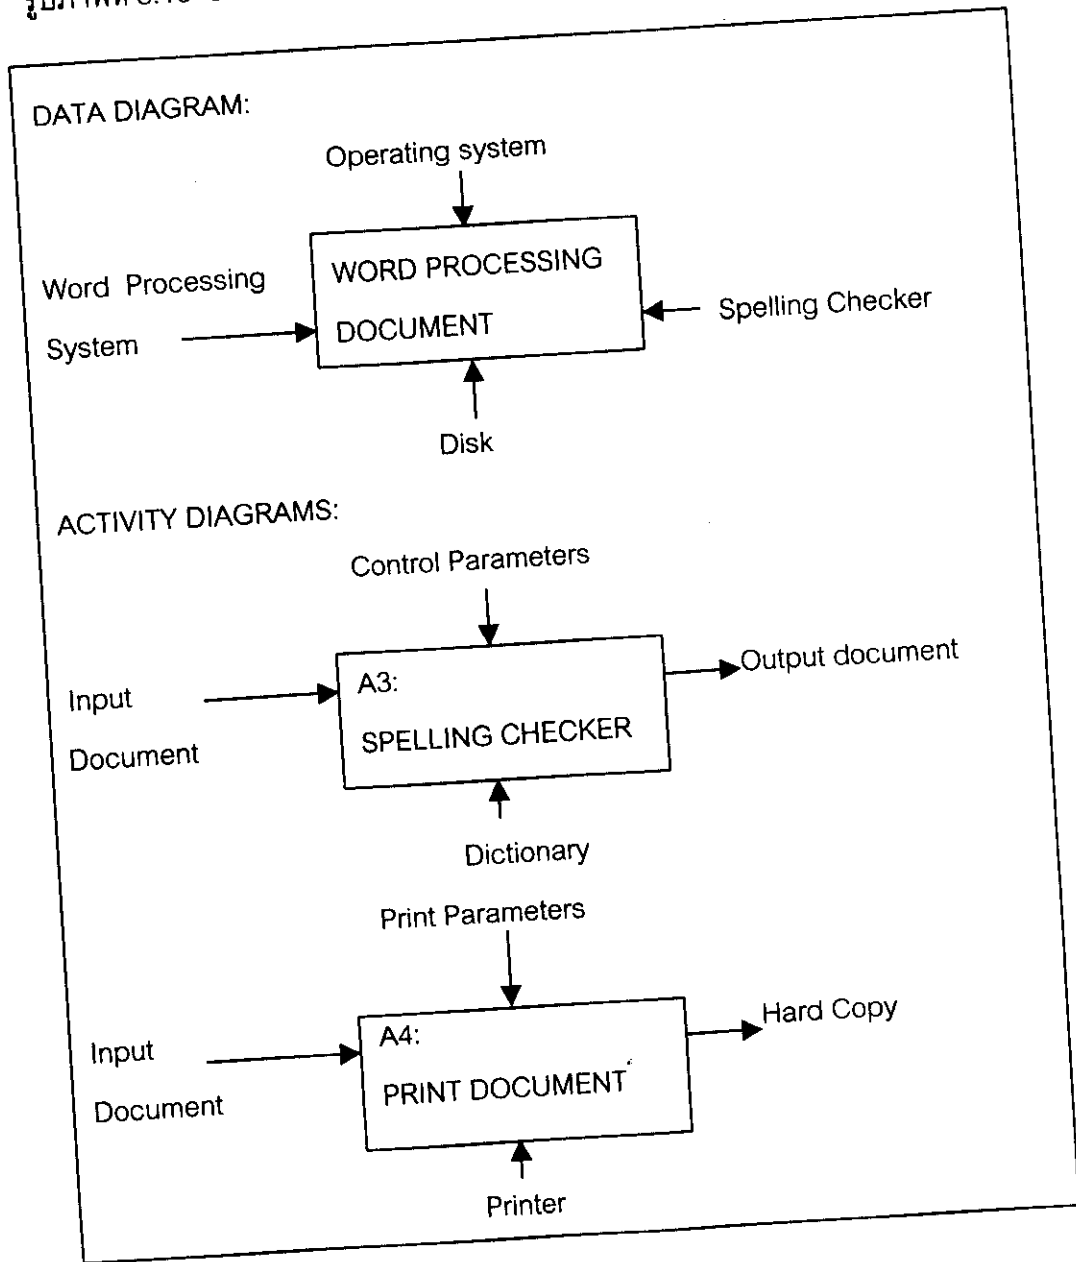 DATA DIAGRAM:
Operating system
Word Processing
System
WORD PROCESSING
DOCUMENT
Spelling Checker
Disk
ACTIVITY DIAGRAMS:
Control Parameters
Input
Document
A3:
SPELLING CHECKER
Output document
Dictionary
Print Parameters
Input
Document
A4:
PRINT DOCUMENT
Hard Copy
Printer